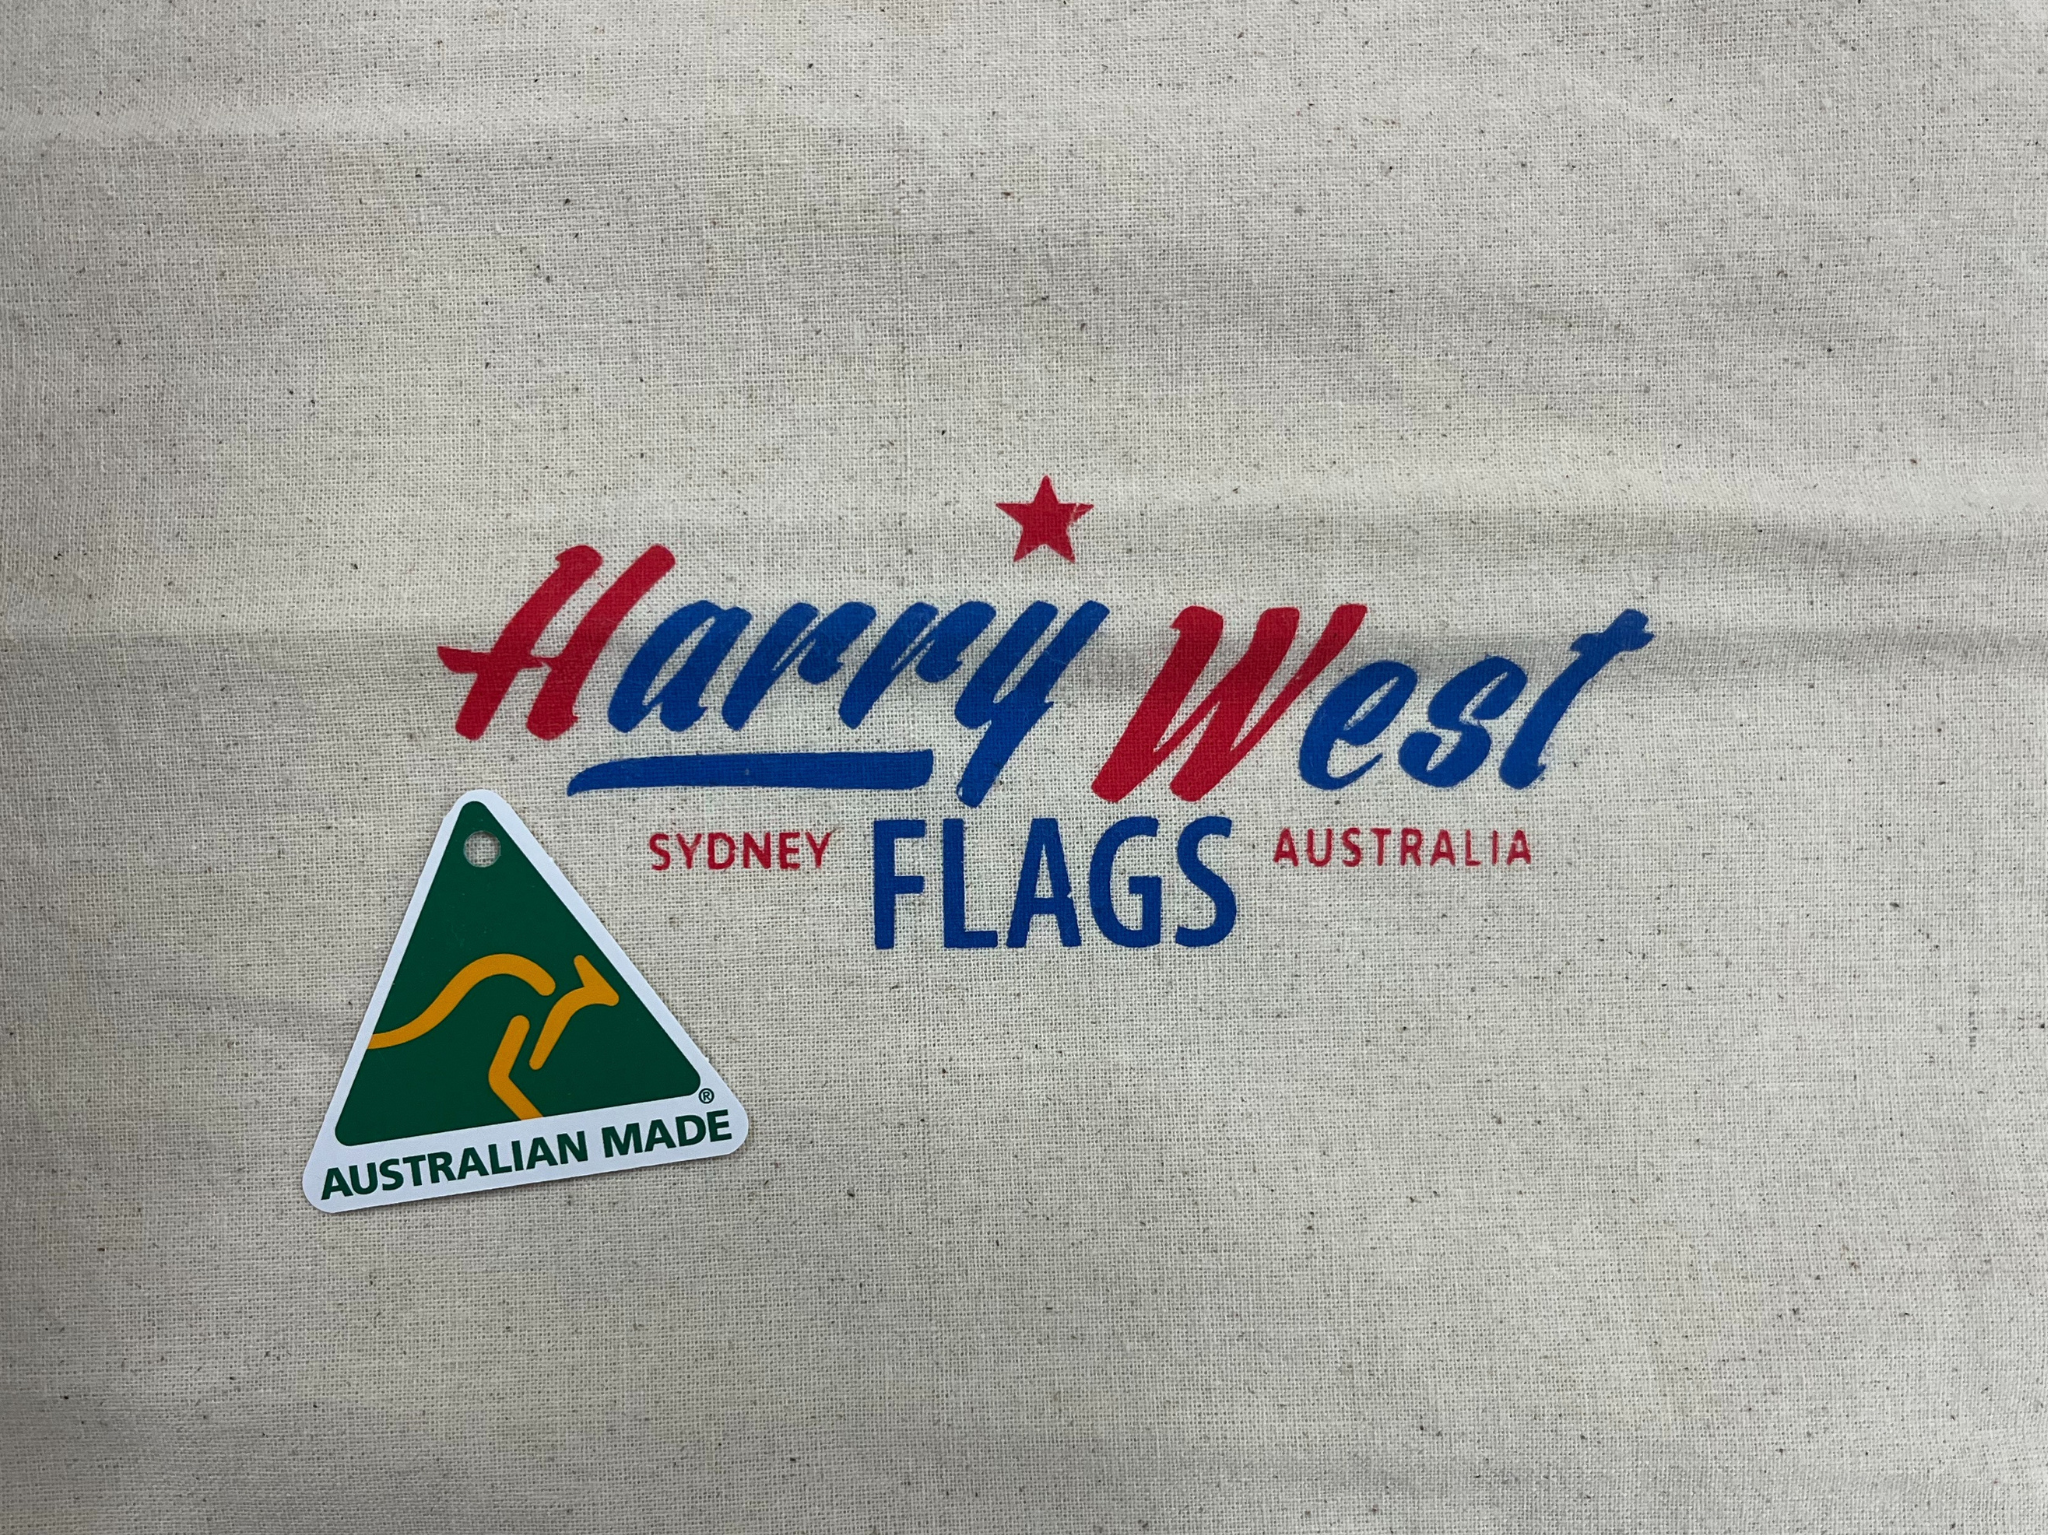 Harry West
SYDNEY FLAGS AUSTRALIA
®
AUSTRALIAN MADE